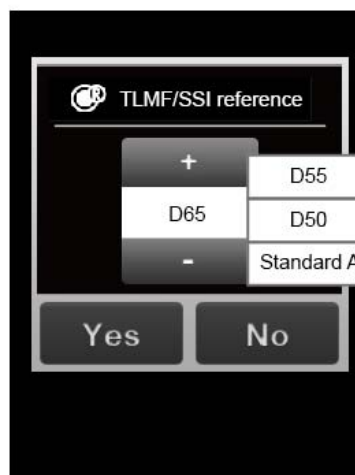 TLMF/SSI reference
+
D65
-
D55
D50
Standard A
Yes
No